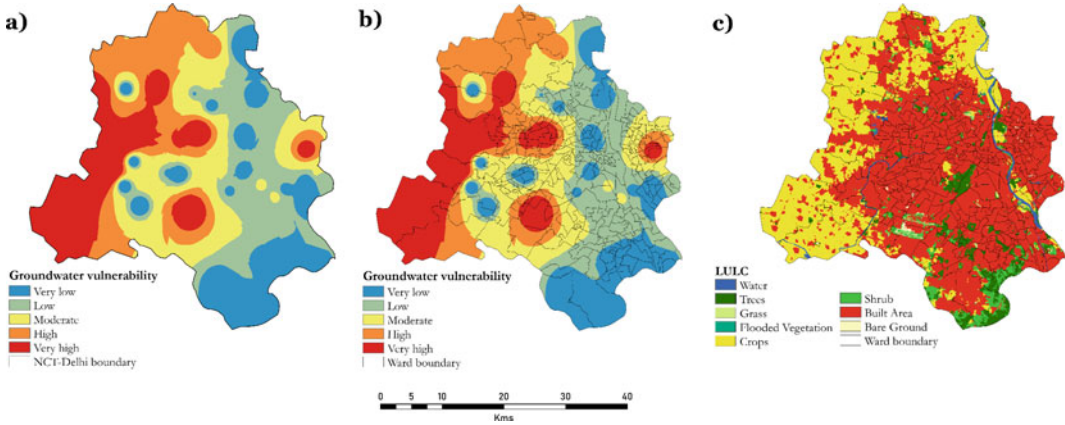 a)
Groundwater vulnerability
Very low
Low
Moderate
High
Very high
NCT-Delhi boundary
b)
Groundwater vulnerability
Very low
Low
Moderate
High
Very high
Ward boundary
0 5 10 20 30 40
Kms
c)
LULC
Water
Trees
Grass
Flooded Vegetation
Crops
Shrub
Built Area
Bare Ground
Ward boundary